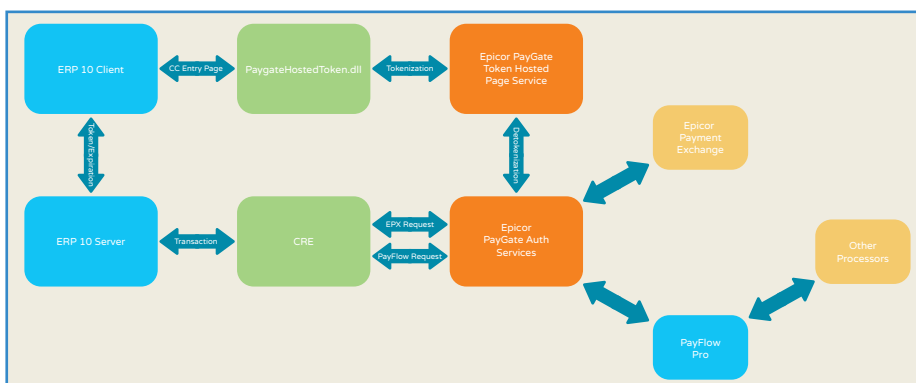 ERP 10 Client
CC Entry Page
PaygateHostedToken.dll
Tokenization
Epicor PayGate
Token Hosted
Page Service
Token/Expiration
Detokenization
Epicor
Payment
Exchange
ERP 10 Server
Transaction
CRE
EPX Request
PayFlow Request
Epicor
PayGate Auth
Services
Other
Processors
PayFlow
Pro